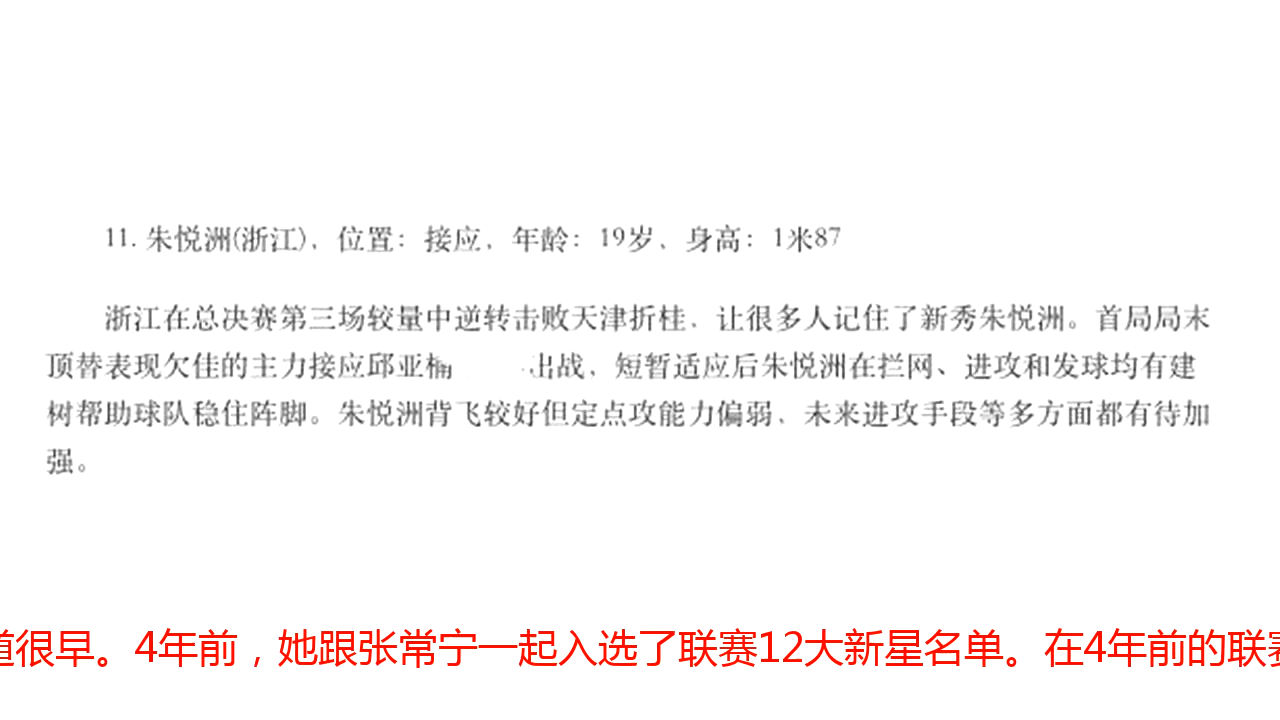 11. 朱悦洲(浙江)，位置：接应，年龄：19岁，身高：1米87
浙江在总决赛第三场较量中逆转击败天津折桂，让很多人记住了新秀朱悦洲。首局局末
顶替表现欠佳的主力接应邱亚 出战，短暂适应后朱悦洲在拦网、进攻和发球均有建
树帮助球队稳住阵脚。朱悦洲背飞较好但定点攻能力偏弱，未来进攻手段等多方面都有待加
强。
道很早。4年前，她跟张常宁一起入选了联赛12大新星名单。在4年前的联赛